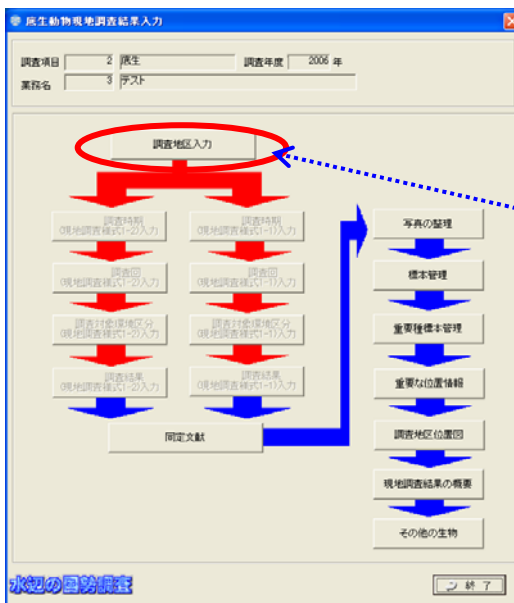 底生動物現地調査結果入力
調査項目 2 底生 調査年度 2006 年
業務名 3 テスト
調査地区入力
調査時期
(現地調査様式1-2)入力
調査時期
(現地調査様式1-1)入力
調査回
(現地調査様式1-2)入力
調査回
(現地調査様式1-1)入力
調査対象環境区分
(現地調査様式1-2)入力
調査対象環境区分
(現地調査様式1-1)入力
調査結果
(現地調査様式1-2)入力
調査結果
(現地調査様式1-1)入力
同定文献
写真の整理
標本管理
重要種標本管理
重要な位置情報
調査地区位置図
現地調査結果の概要
その他の生物
水辺の国勢調査
終 了